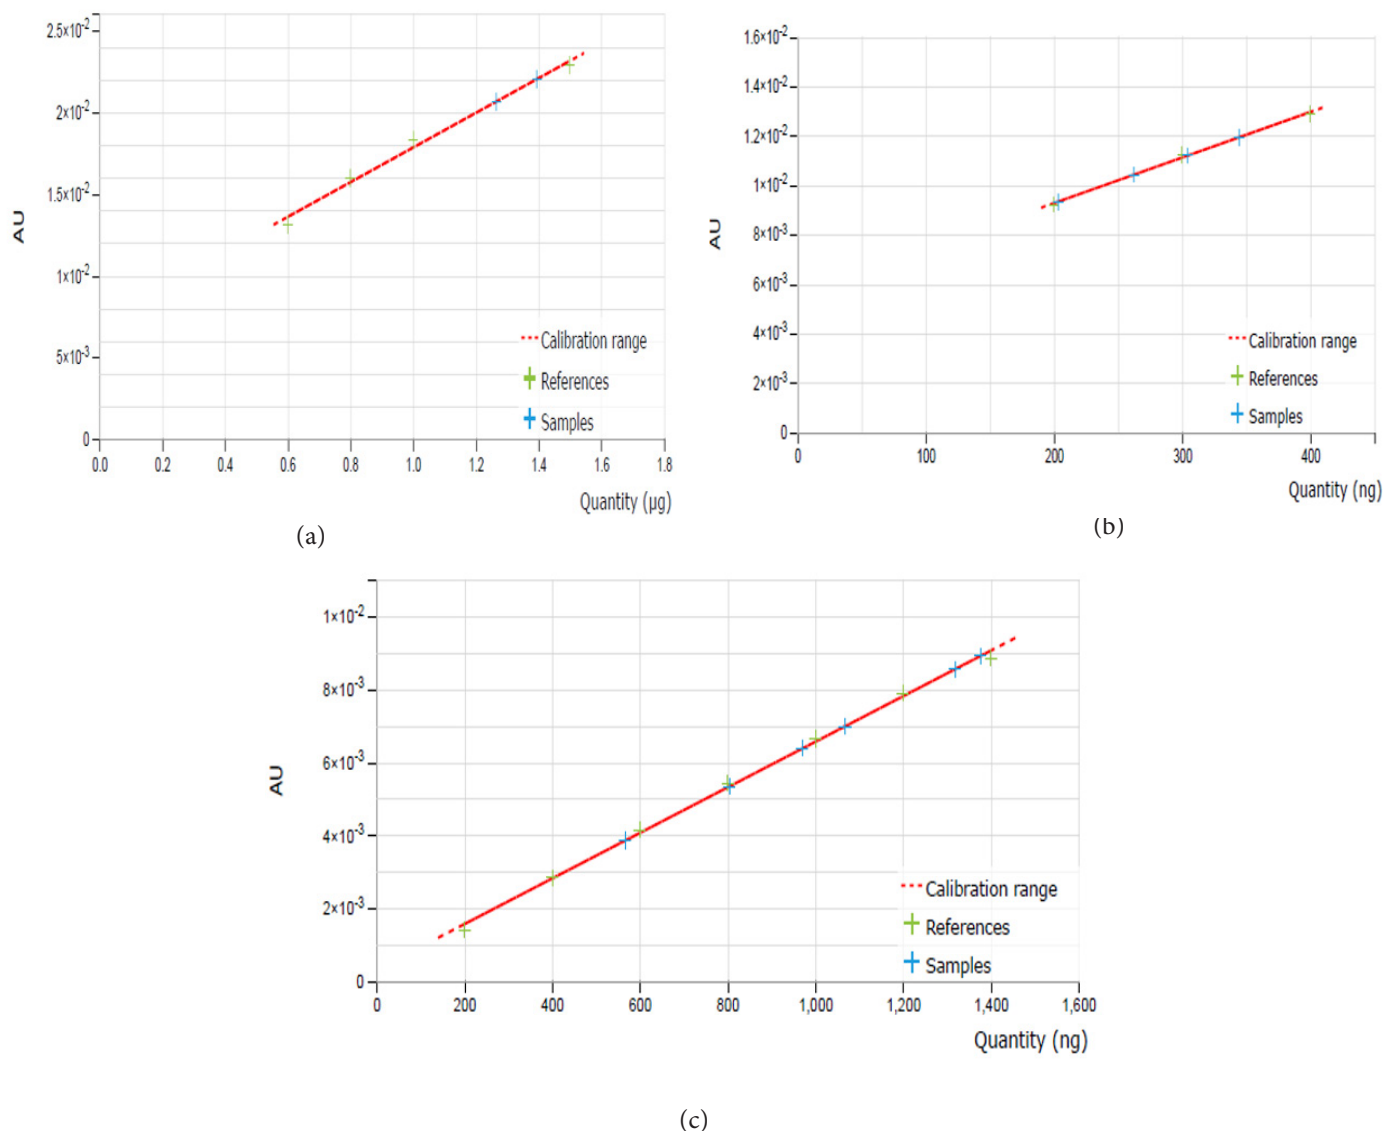 2.5×10⁻²
2×10⁻²
1.5×10⁻²
1×10⁻²
5×10⁻³
0
AU
0.0 0.2 0.4 0.6 0.8 1.0 1.2 1.4 1.6 1.8
Quantity (µg)
Calibration range
References
Samples
(a)
1.6×10⁻²
1.4×10⁻²
1.2×10⁻²
1×10⁻²
8×10⁻³
6×10⁻³
4×10⁻³
2×10⁻³
0
AU
0 100 200 300 400
Quantity (ng)
Calibration range
References
Samples
(b)
1×10⁻²
8×10⁻³
6×10⁻³
4×10⁻³
2×10⁻³
0
AU
0 200 400 600 800 1,000 1,200 1,400 1,600
Quantity (ng)
Calibration range
References
Samples
(c)